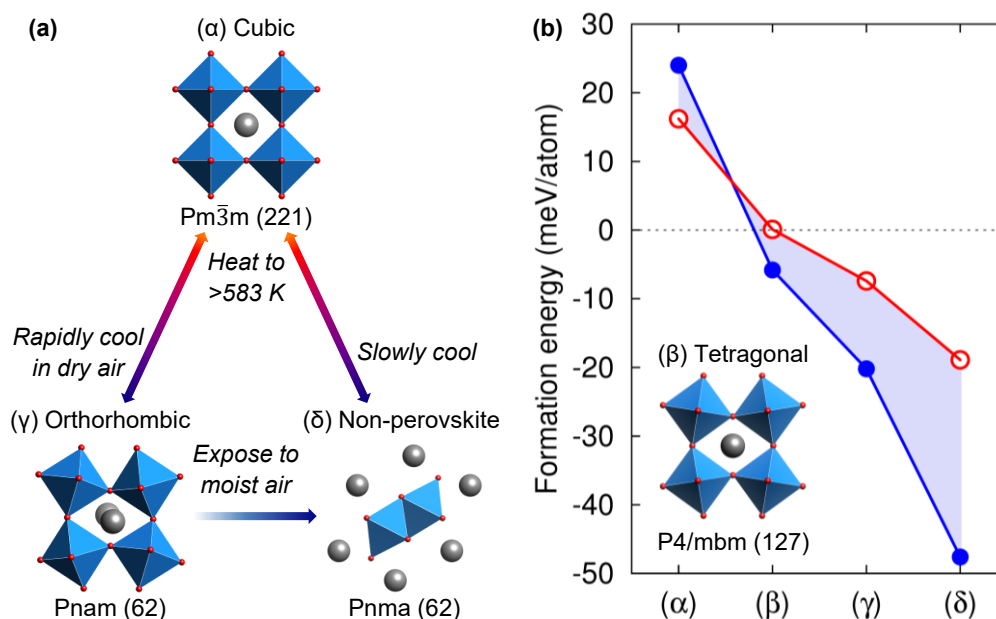 (a)
(α) Cubic
Pm3̅m (221)
Heat to
>583 K
Rapidly cool
in dry air
Slowly cool
(γ) Orthorhombic
(δ) Non-perovskite
Expose to
moist air
Pnam (62)
Pnma (62)
(b)
Formation energy (meV/atom)
30
20
10
0
-10
-20
-30
-40
-50
(β) Tetragonal
P4/mbm (127)
(α)
(β)
(γ)
(δ)